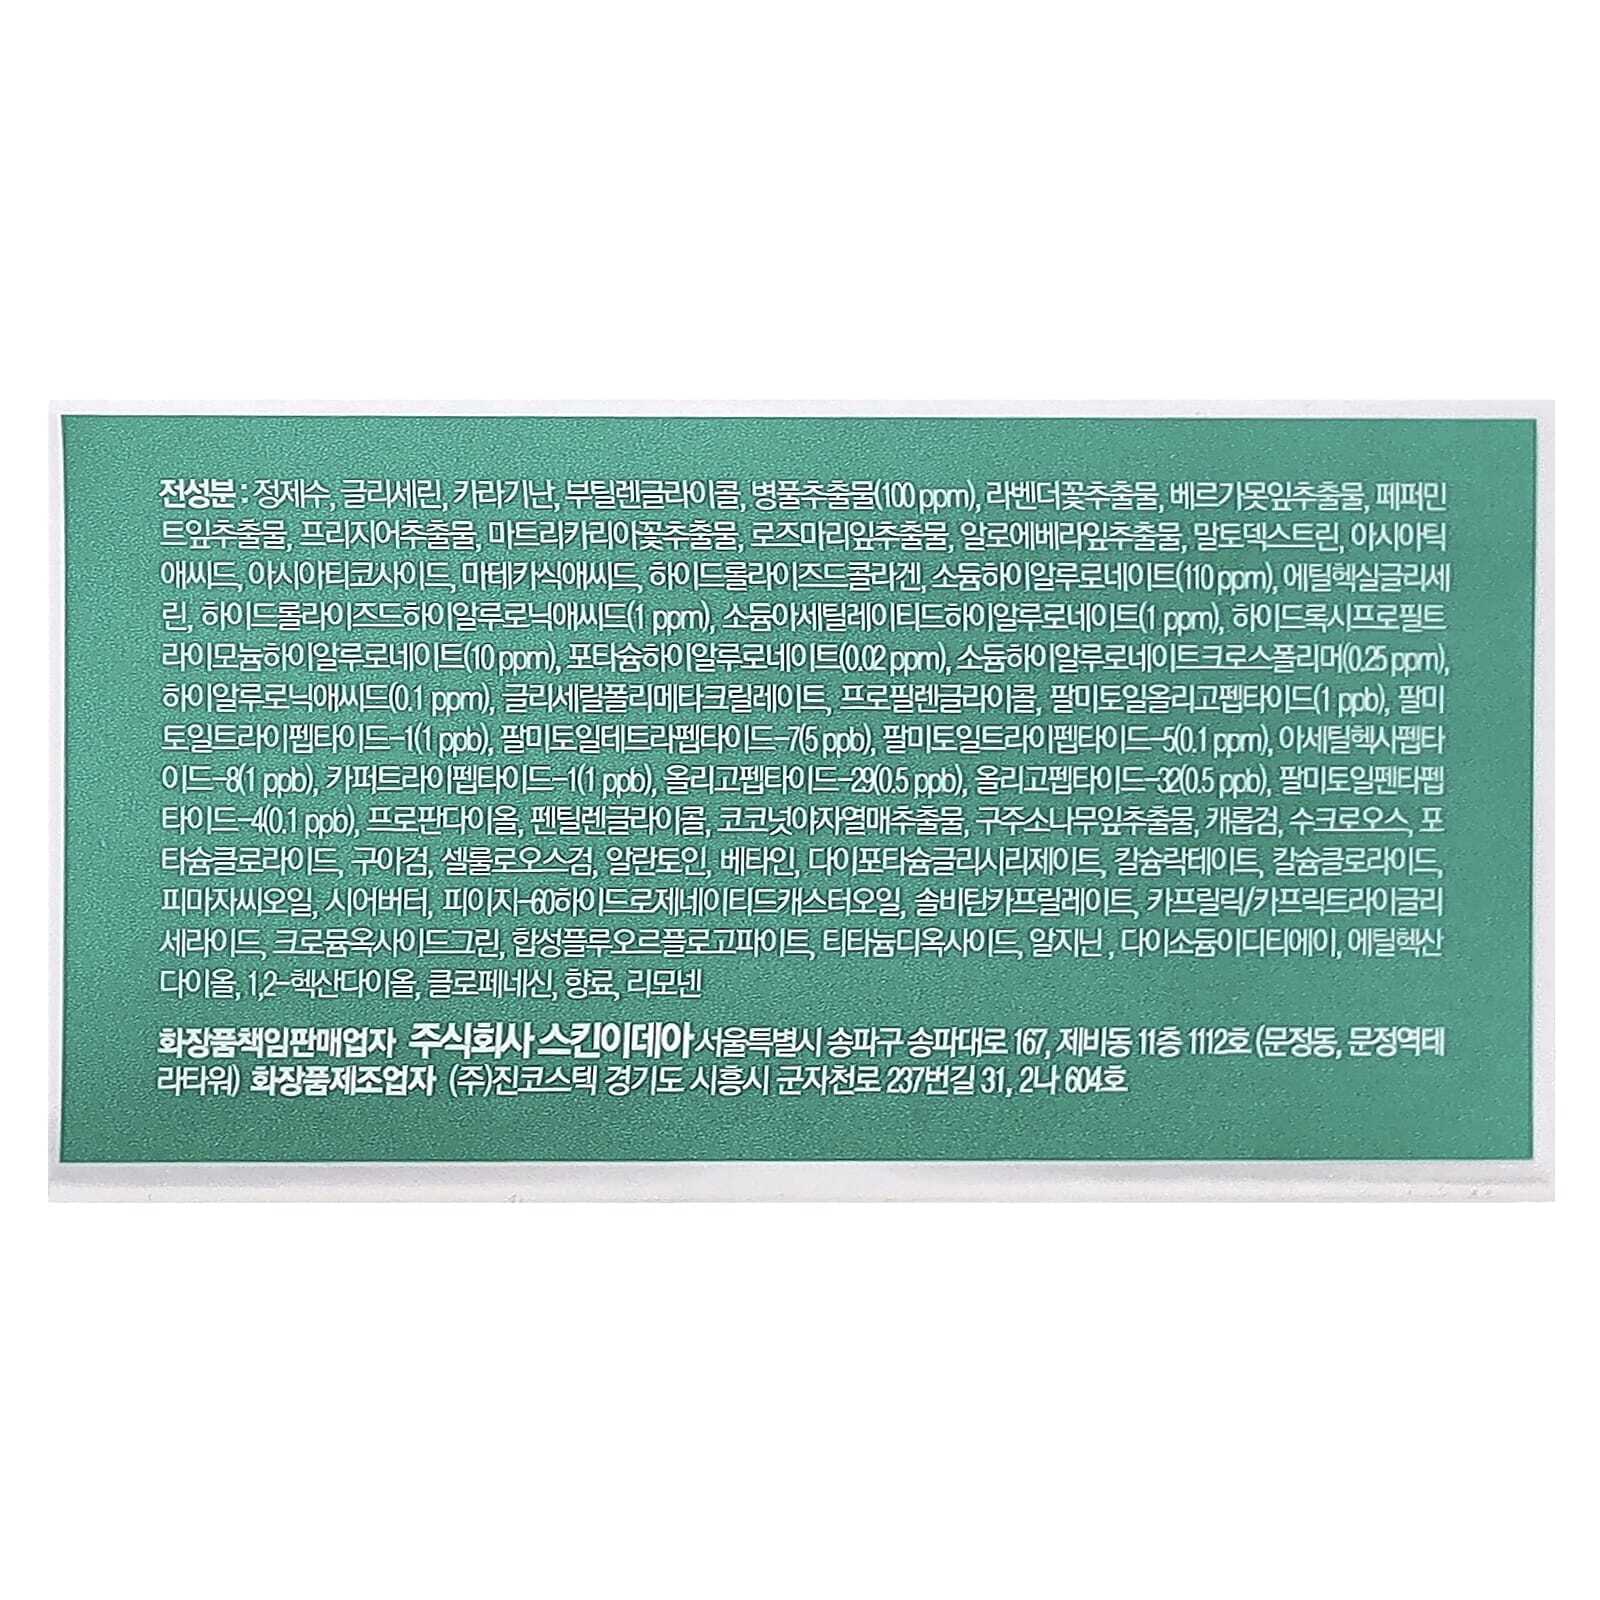 전성분 : 정제수, 글리세린, 카라기난, 부틸렌글라이콜, 병풀추출물(100 ppm), 라벤더꽃추출물, 베르가못잎추출물, 페퍼민
트잎추출물, 프리지어추출물, 마트리카리아꽃추출물, 로즈마리잎추출물, 알로에베라잎추출물, 말토덱스트린, 아시아틱
애씨드, 아시아티코사이드, 마데카식애씨드, 하이드롤라이즈드콜라겐, 소듐하이알루로네이트(110 ppm), 에틸헥실글리세
린, 하이드롤라이즈드하이알루로닉애씨드(1 ppm), 소듐아세틸레이티드하이알루로네이트(1 ppm), 하이드록시프로필트
라이모늄하이알루로네이트(10 ppm), 포타슘하이알루로네이트(0.02 ppm), 소듐하이알루로네이트크로스폴리머(0.25 ppm),
하이알루로닉애씨드(0.1 ppm), 글리세릴폴리메타크릴레이트, 프로필렌글라이콜, 팔미토일올리고펩타이드(1 ppb), 팔미
토일트라이펩타이드-1(1 ppb), 팔미토일테트라펩타이드-7(5 ppb), 팔미토일트라이펩타이드-5(0.1 ppm), 아세틸헥사펩타
이드-8(1 ppb), 카퍼트라이펩타이드-1(1 ppb), 올리고펩타이드-29(0.5 ppb), 올리고펩타이드-32(0.5 ppb), 팔미토일펜타펩
타이드-4(0.1 ppb), 프로판다이올, 펜틸렌글라이콜, 코코넛야자열매추출물, 구주소나무잎추출물, 캐롭검, 수크로오스, 포
타슘클로라이드, 구아검, 셀룰로오스검, 알란토인, 베타인, 다이포타슘글리시리제이트, 칼슘락테이트, 칼슘클로라이드,
피마자씨오일, 시어버터, 피이지-60하이드로제네이티드캐스터오일, 솔비탄카프릴레이트, 카프릴릭/카프릭트라이글리
세라이드, 크로뮴옥사이드그린, 합성플루오르플로고파이트, 티타늄디옥사이드, 알지닌 , 다이소듐이디티에이, 에틸헥산
다이올, 1,2-헥산다이올, 클로페네신, 향료, 리모넨
화장품책임판매업자 주식회사 스킨이데아 서울특별시 송파구 송파대로 167, 제비동 11층 1112호 (문정동, 문정역테
라타워) 화장품제조업자 (주)진코스텍 경기도 시흥시 군자천로 237번길 31, 2나 604호